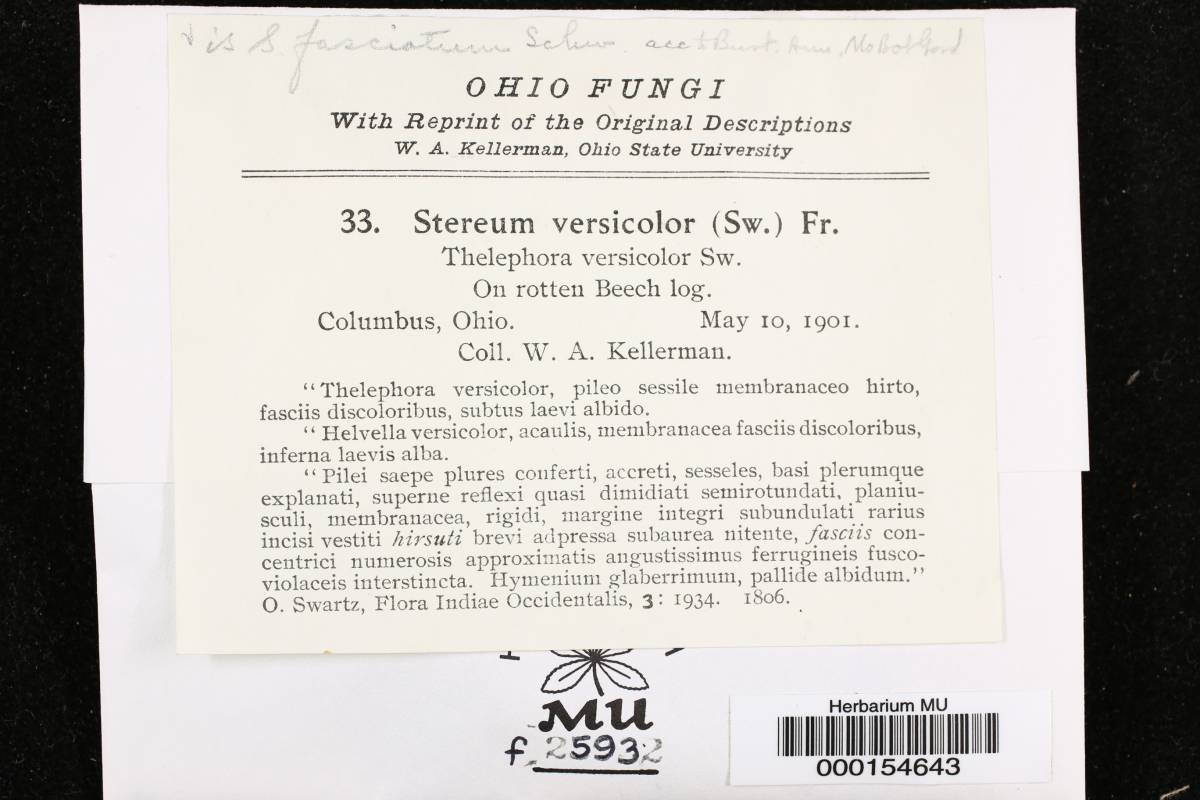 is S. fasciatum Schw. acc to Burt. Ann. Mo Bot Gard
OHIO FUNGI
With Reprint of the Original Descriptions
W. A. Kellerman, Ohio State University
33. Stereum versicolor (Sw.) Fr.
Thelephora versicolor Sw.
On rotten Beech log.
Columbus, Ohio. May 10, 1901.
Coll. W. A. Kellerman.
“Thelephora versicolor, pileo sessile membranaceo hirto,
fasciis discoloribus, subtus laevi albido.
“Helvella versicolor, acaulis, membranacea fasciis discoloribus,
inferna laevis alba.
“Pilei saepe plures conferti, accreti, sesseles, basi plerumque
explanati, superne reflexi quasi dimidiati semirotundati, planiu-
sculi, membranacea, rigidi, margine integri subundulati rarius
incisi vestiti hirsuti brevi adpressa subaurea nitente, fasciis con-
centrici numerosis approximatis angustissimus ferrugineis fusco-
violaceis interstincta. Hymenium glaberrimum, pallide albidum.”
O. Swartz, Flora Indiae Occidentalis, 3: 1934. 1806.
MU
f. 25932
Herbarium MU
000154643